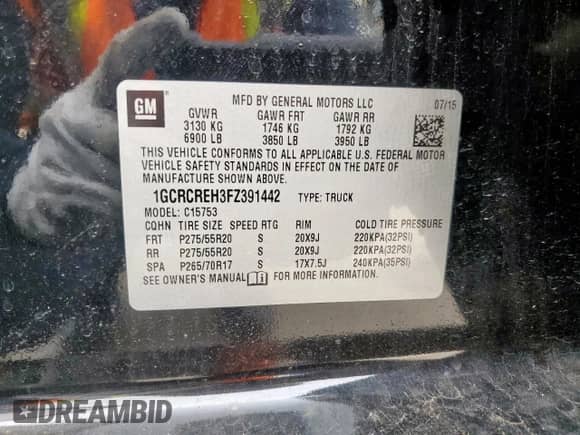 GM
MFD BY GENERAL MOTORS LLC 07/15
GVWR GAWR FRT GAWR RR
3130 KG 1746 KG 1792 KG
6900 LB 3850 LB 3950 LB
THIS VEHICLE CONFORMS TO ALL APPLICABLE U.S. FEDERAL MOTOR
VEHICLE SAFETY STANDARDS IN EFFECT ON THE DATE OF
MANUFACTURE SHOWN ABOVE.
1GCRCREH3FZ391442 TYPE: TRUCK
MODEL: C15753
CQHN TIRE SIZE SPEED RTG RIM COLD TIRE PRESSURE
FRT P275/55R20 S 20X9J 220KPA(32PSI)
RR P275/55R20 S 20X9J 220KPA(32PSI)
SPA P265/70R17 S 17X7.5J 240KPA(35PSI)
SEE OWNER'S MANUAL FOR MORE INFORMATION.
DREAMBID